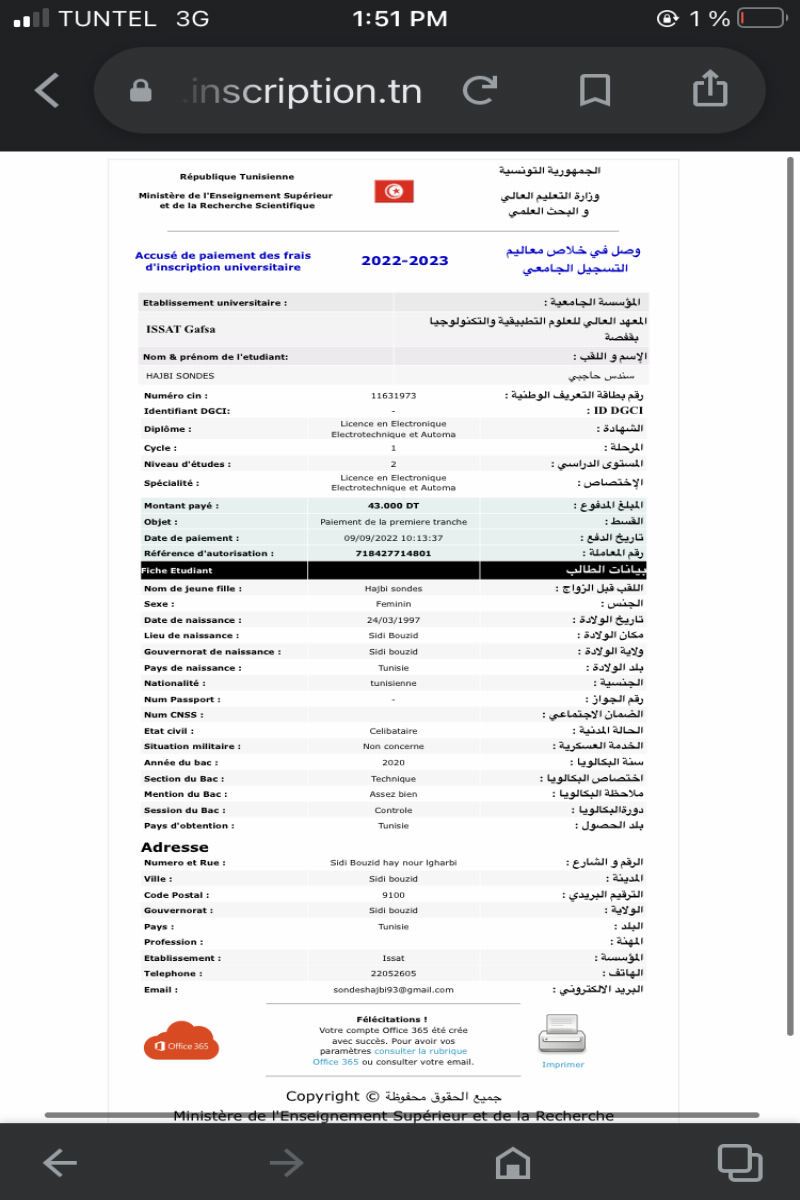 TUNTEL 3G 1:51 PM 1 %
.inscription.tn
République Tunisienne
الجمهورية التونسية
Ministère de l'Enseignement Supérieur
et de la Recherche Scientifique
وزارة التعليم العالي
و البحث العلمي
Accusé de paiement des frais
d'inscription universitaire
2022-2023
وصل في خلاص معاليم
التسجيل الجامعي
Etablissement universitaire : المؤسسة الجامعية :
ISSAT Gafsa المعهد العالي للعلوم التطبيقية والتكنولوجيا
بقفصة
Nom & prénom de l'etudiant: الإسم و اللقب :
HAJBI SONDES سندس حاجبي
Numéro cin : 11631973 رقم بطاقة التعريف الوطنية :
Identifiant DGCI: - ID DGCI :
Diplôme : Licence en Electronique
Electrotechnique et Automa الشهادة :
Cycle : 1 المرحلة :
Niveau d'études : 2 المستوى الدراسي :
Spécialité : Licence en Electronique
Electrotechnique et Automa الإختصاص :
Montant payé : 43.000 DT المبلغ المدفوع :
Objet : Paiement de la premiere tranche القسط :
Date de paiement : 09/09/2022 10:13:37 تاريخ الدفع :
Référence d'autorisation : 718427714801 رقم المعاملة :
Fiche Etudiant بيانات الطالب
Nom de jeune fille : Hajbi sondes اللقب قبل الزواج :
Sexe : Feminin الجنس :
Date de naissance : 24/03/1997 تاريخ الولادة :
Lieu de naissance : Sidi Bouzid مكان الولادة :
Gouvernorat de naissance : Sidi bouzid ولاية الولادة :
Pays de naissance : Tunisie بلد الولادة :
Nationalité : tunisienne الجنسية :
Num Passport : - رقم الجواز :
Num CNSS : الضمان الاجتماعي :
Etat civil : Celibataire الحالة المدنية :
Situation militaire : Non concerne الخدمة العسكرية :
Année du bac : 2020 سنة البكالويا :
Section du Bac : Technique اختصاص البكالويا :
Mention du Bac : Assez bien ملاحظة البكالويا :
Session du Bac : Controle دورةالبكالويا :
Pays d'obtention : Tunisie بلد الحصول :
Adresse
Numero et Rue : Sidi Bouzid hay nour lgharbi الرقم و الشارع :
Ville : Sidi bouzid المدينة :
Code Postal : 9100 الترقيم البريدي :
Gouvernorat : Sidi bouzid الولاية :
Pays : Tunisie البلد :
Profession : المهنة :
Etablissement : Issat المؤسسة :
Telephone : 22052605 الهاتف :
Email : sondeshajbi93@gmail.com البريد الالكتروني :
Office 365
Félécitations !
Votre compte Office 365 été crée
avec succès. Pour avoir vos
paramètres consulter la rubrique
Office 365 ou consulter votre email.
Imprimer
Copyright © جميع الحقوق محفوظة
Ministère de l'Enseignement Supérieur et de la Recherche